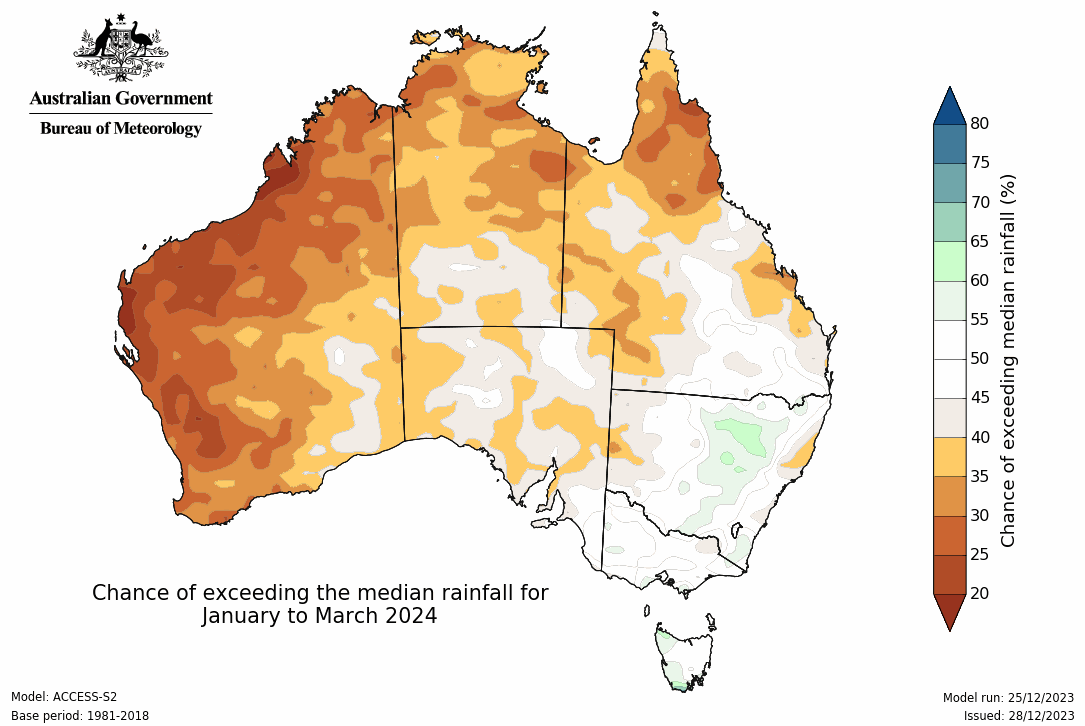 Australian Government
Bureau of Meteorology
80
75
70
65
60
55
50
45
40
35
30
25
20
Chance of exceeding median rainfall (%)
Chance of exceeding the median rainfall for
January to March 2024
Model: ACCESS-S2
Base period: 1981-2018
Model run: 25/12/2023
Issued: 28/12/2023